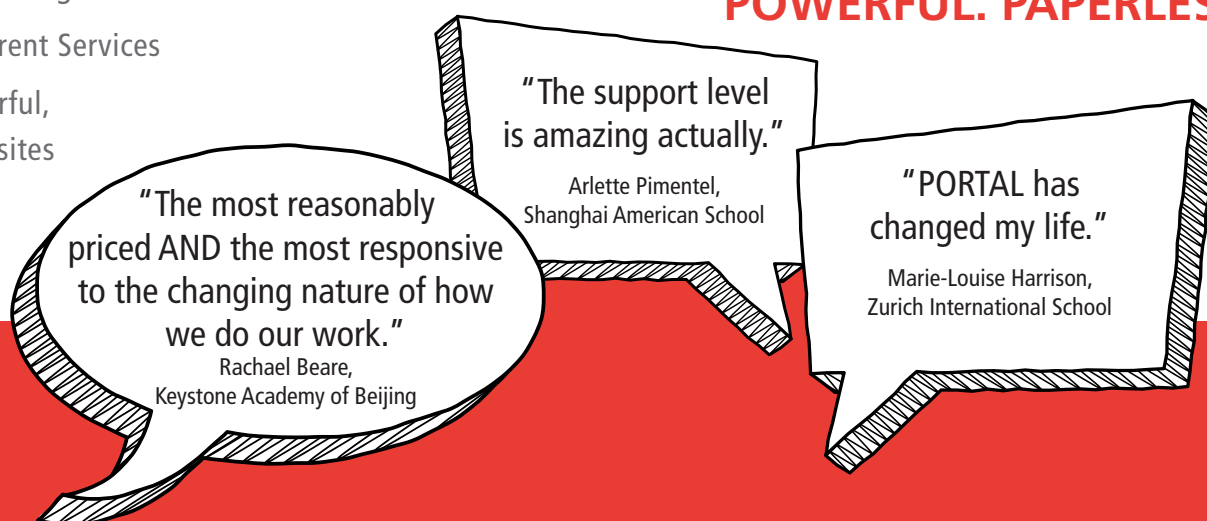 POWERFUL. PAPERLES
rent Services
rful,
sites
"The support level
is amazing actually."
Arlette Pimentel,
Shanghai American School
"PORTAL has
changed my life."
Marie-Louise Harrison,
Zurich International School
"The most reasonably
priced AND the most responsive
to the changing nature of how
we do our work."
Rachael Beare,
Keystone Academy of Beijing